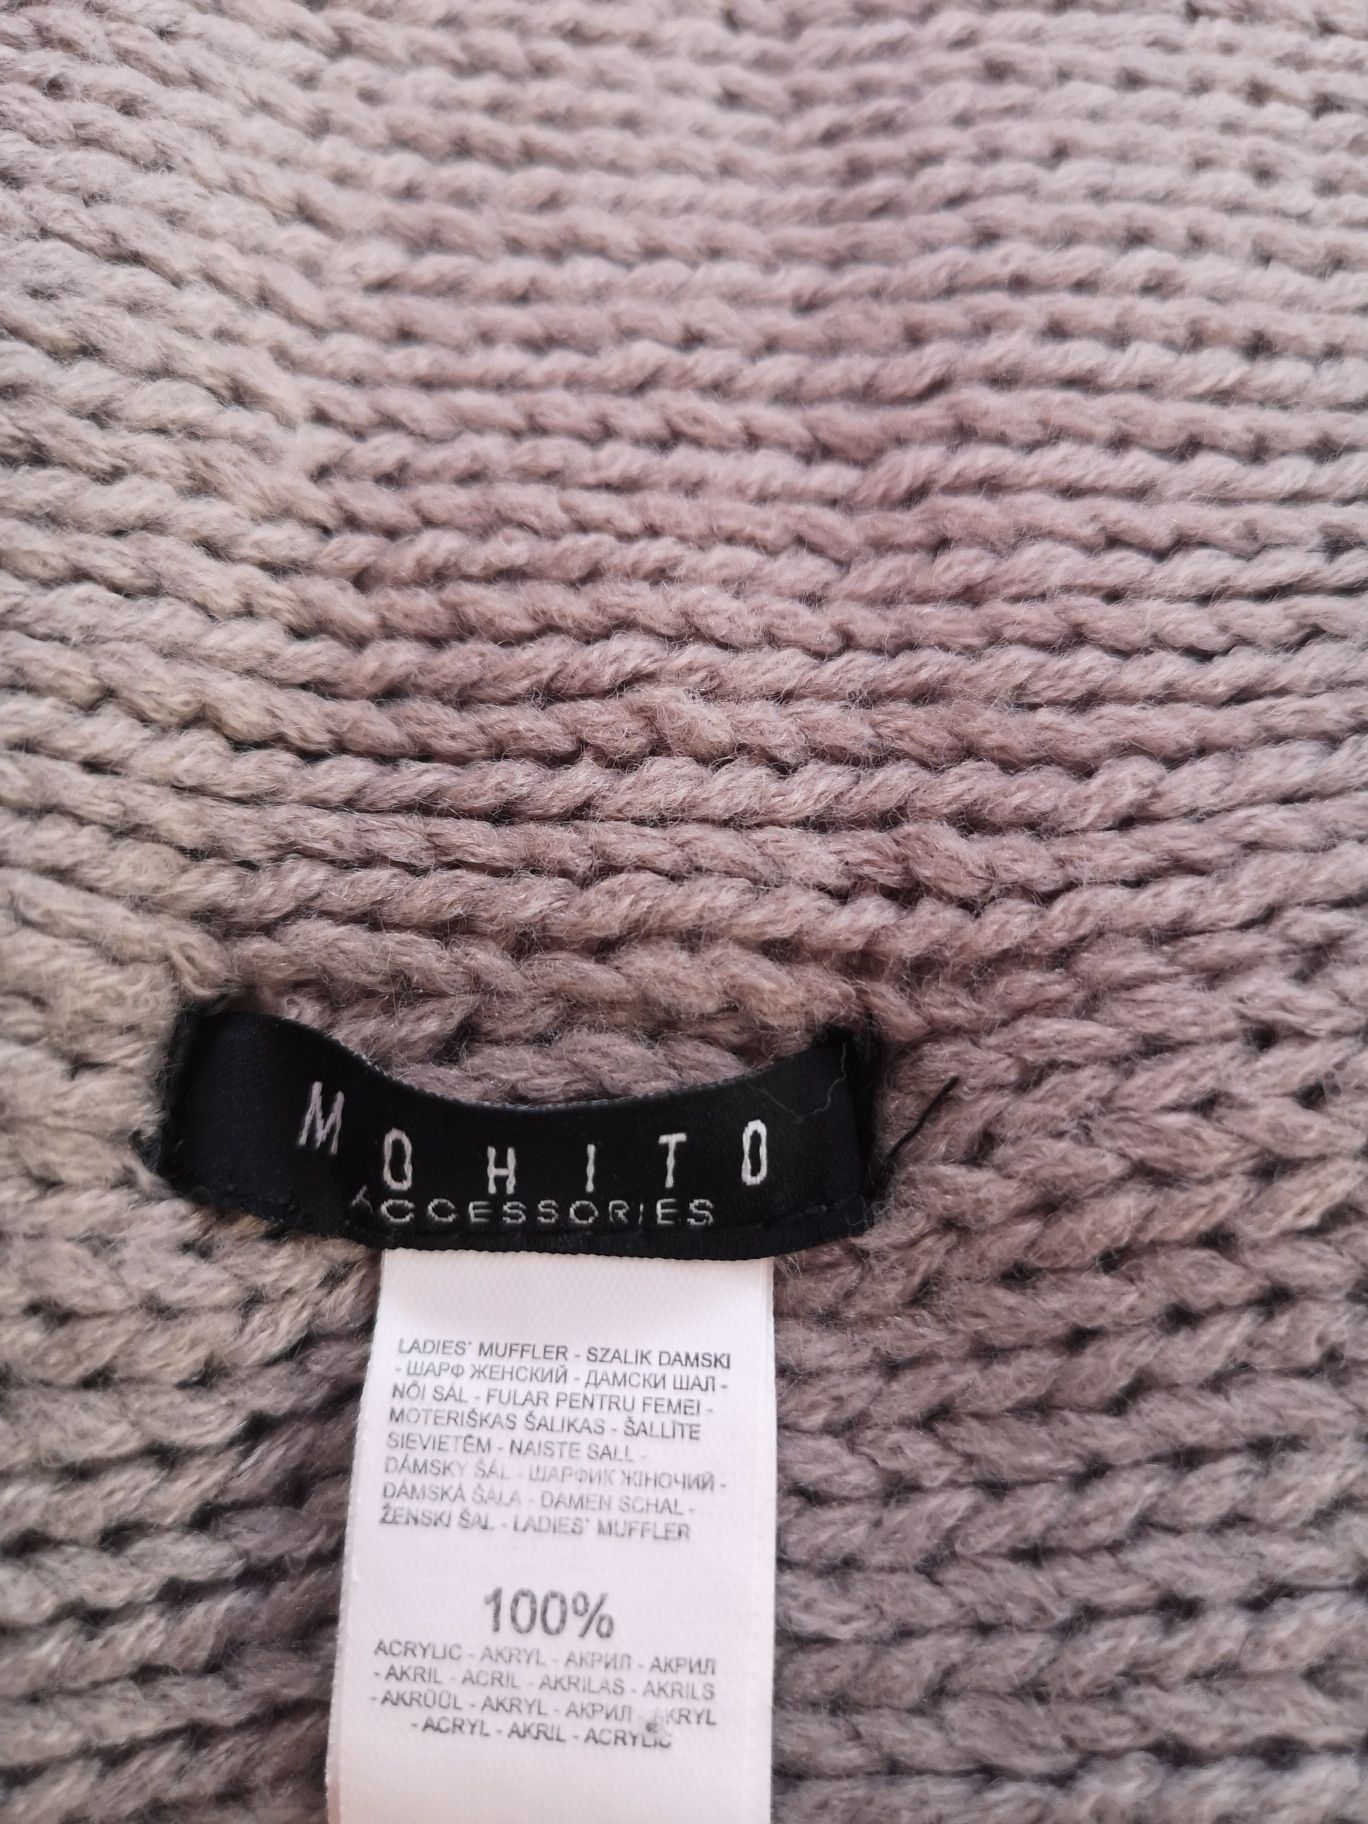 MOHITO
ACCESSORIES
LADIES' MUFFLER - SZALIK DAMSKI
- ШАРФ ЖЕНСКИЙ - ДАМСКИ ШАЛ -
NŐI SÁL - FULAR PENTRU FEMEI -
MOTERIŠKAS ŠALIKAS - ŠALLĪTE
SIEVIETĒM - NAISTE SALL -
DÁMSKY ŠÁL - ШАРФИК ЖІНОЧИЙ -
DÁMSKÁ ŠÁLA - DAMEN SCHAL -
ŽENSKI ŠAL - LADIES' MUFFLER
100%
ACRYLIC - AKRYL - АКРИЛ - АКРИЛ
- AKRIL - ACRIL - AKRILAS - AKRILS
- AKRÜÜL - AKRYL - АКРИЛ - AKRYL
- ACRYL - AKRIL - ACRYLIC